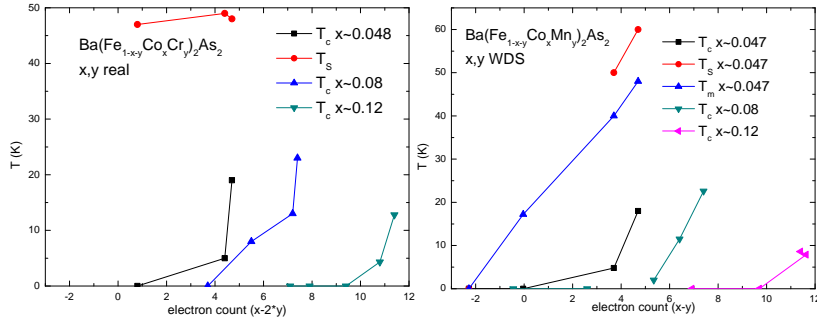 Ba(Fe1-x-yCoxCry)2As2
x,y real
Tc x~0.048
TS
Tc x~0.08
Tc x~0.12
50
40
30
20
10
0
T (K)
-2 0 2 4 6 8 10 12
electron count (x-2*y)
Ba(Fe1-x-yCoxMny)2As2
x,y WDS
Tc x~0.047
TS x~0.047
Tm x~0.047
Tc x~0.08
Tc x~0.12
60
50
40
30
20
10
0
T (K)
-2 0 2 4 6 8 10 12
electron count (x-y)